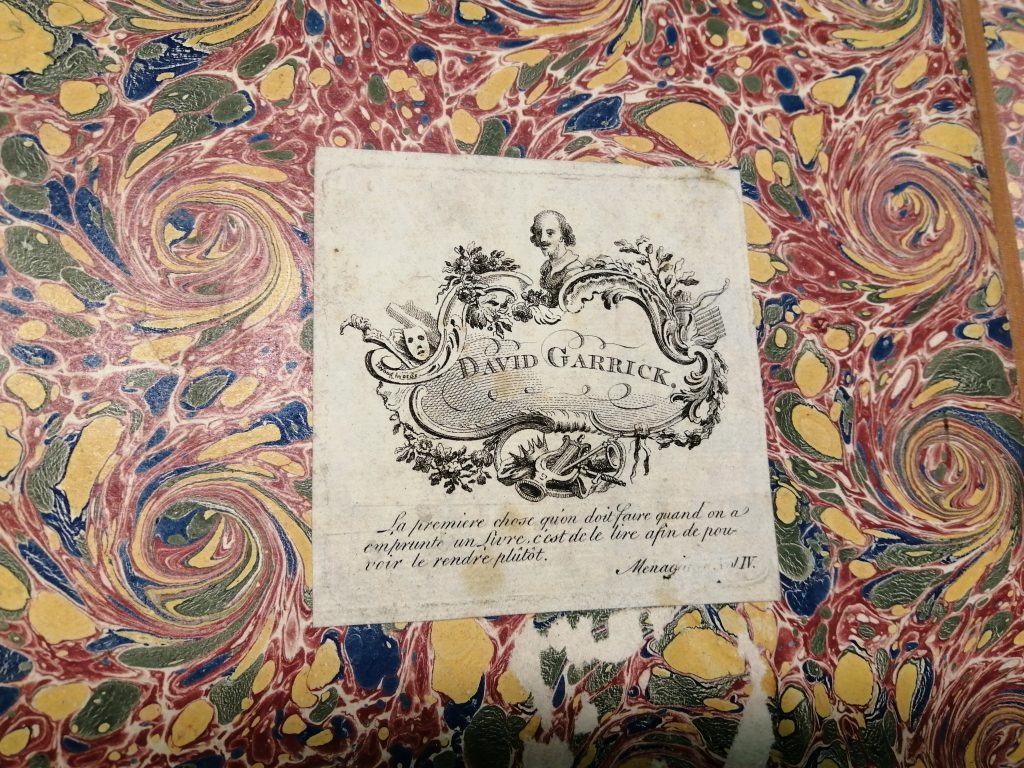 DAVID GARRICK.
La premiere chose qu'on doit faire quand on a
emprunté un livre, c'est de le lire afin de pou-
voir le rendre plûtôt.
IV.